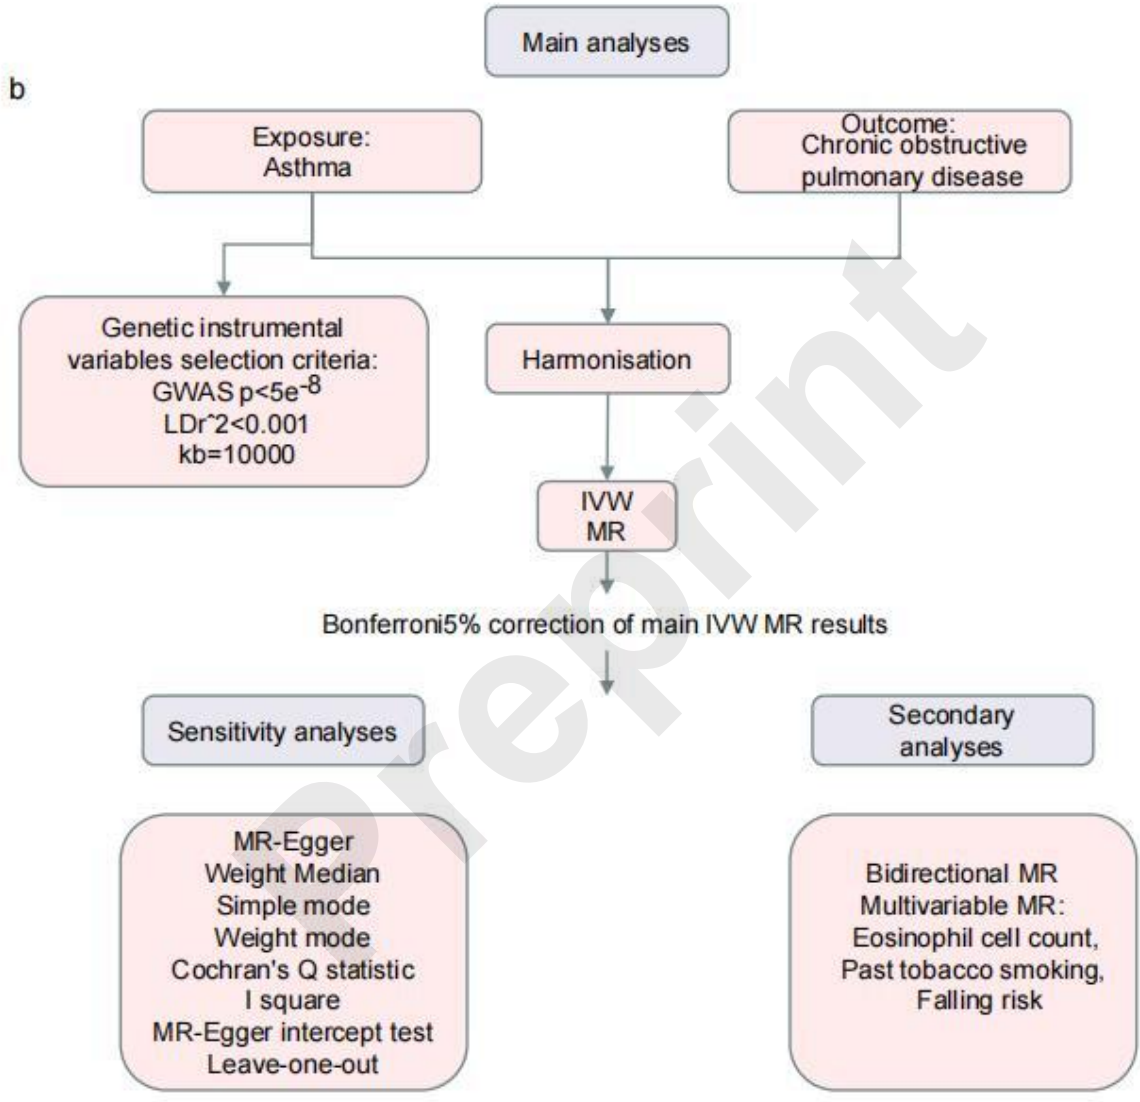 Main analyses
b
Exposure:
Asthma
Outcome:
Chronic obstructive
pulmonary disease
Genetic instrumental
variables selection criteria:
GWAS p<5e-8
LDr^2<0.001
kb=10000
Harmonisation
IVW
MR
Bonferroni5% correction of main IVW MR results
Sensitivity analyses
Secondary
analyses
MR-Egger
Weight Median
Simple mode
Weight mode
Cochran's Q statistic
I square
MR-Egger intercept test
Leave-one-out
Bidirectional MR
Multivariable MR:
Eosinophil cell count,
Past tobacco smoking,
Falling risk
Preprint